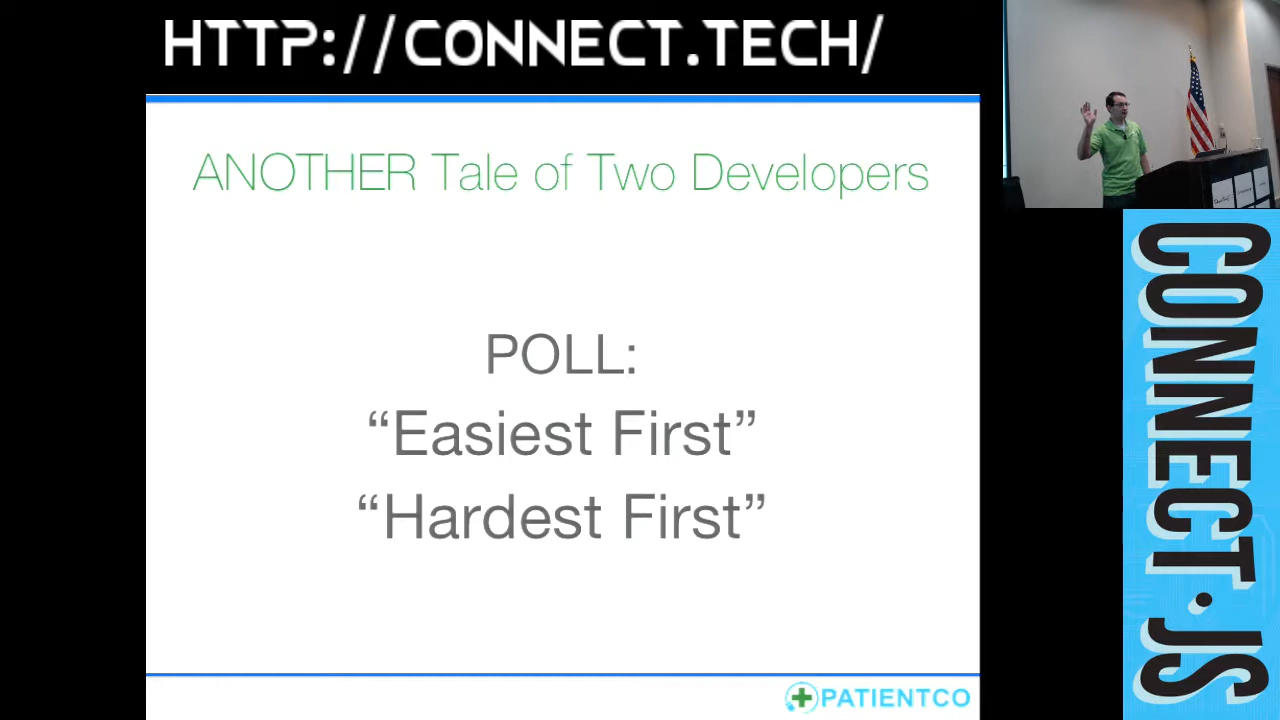 HTTP://CONNECT.TECH/
ANOTHER Tale of Two Developers
POLL:
“Easiest First”
“Hardest First”
PATIENTCO
CONNECT·JS